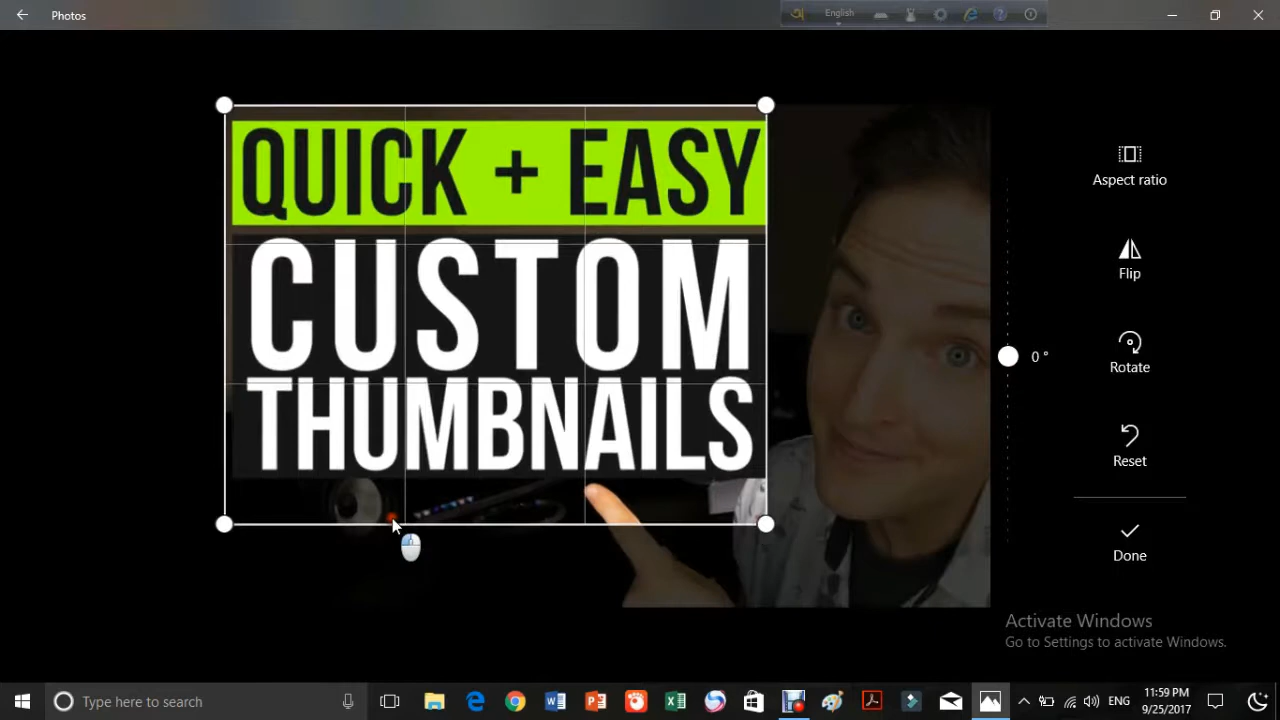 Photos
অ English
QUICK + EASY
CUSTOM
THUMBNAILS
Aspect ratio
Flip
Rotate
0 °
Reset
Done
Activate Windows
Go to Settings to activate Windows.
Type here to search
ENG
11:59 PM
9/25/2017